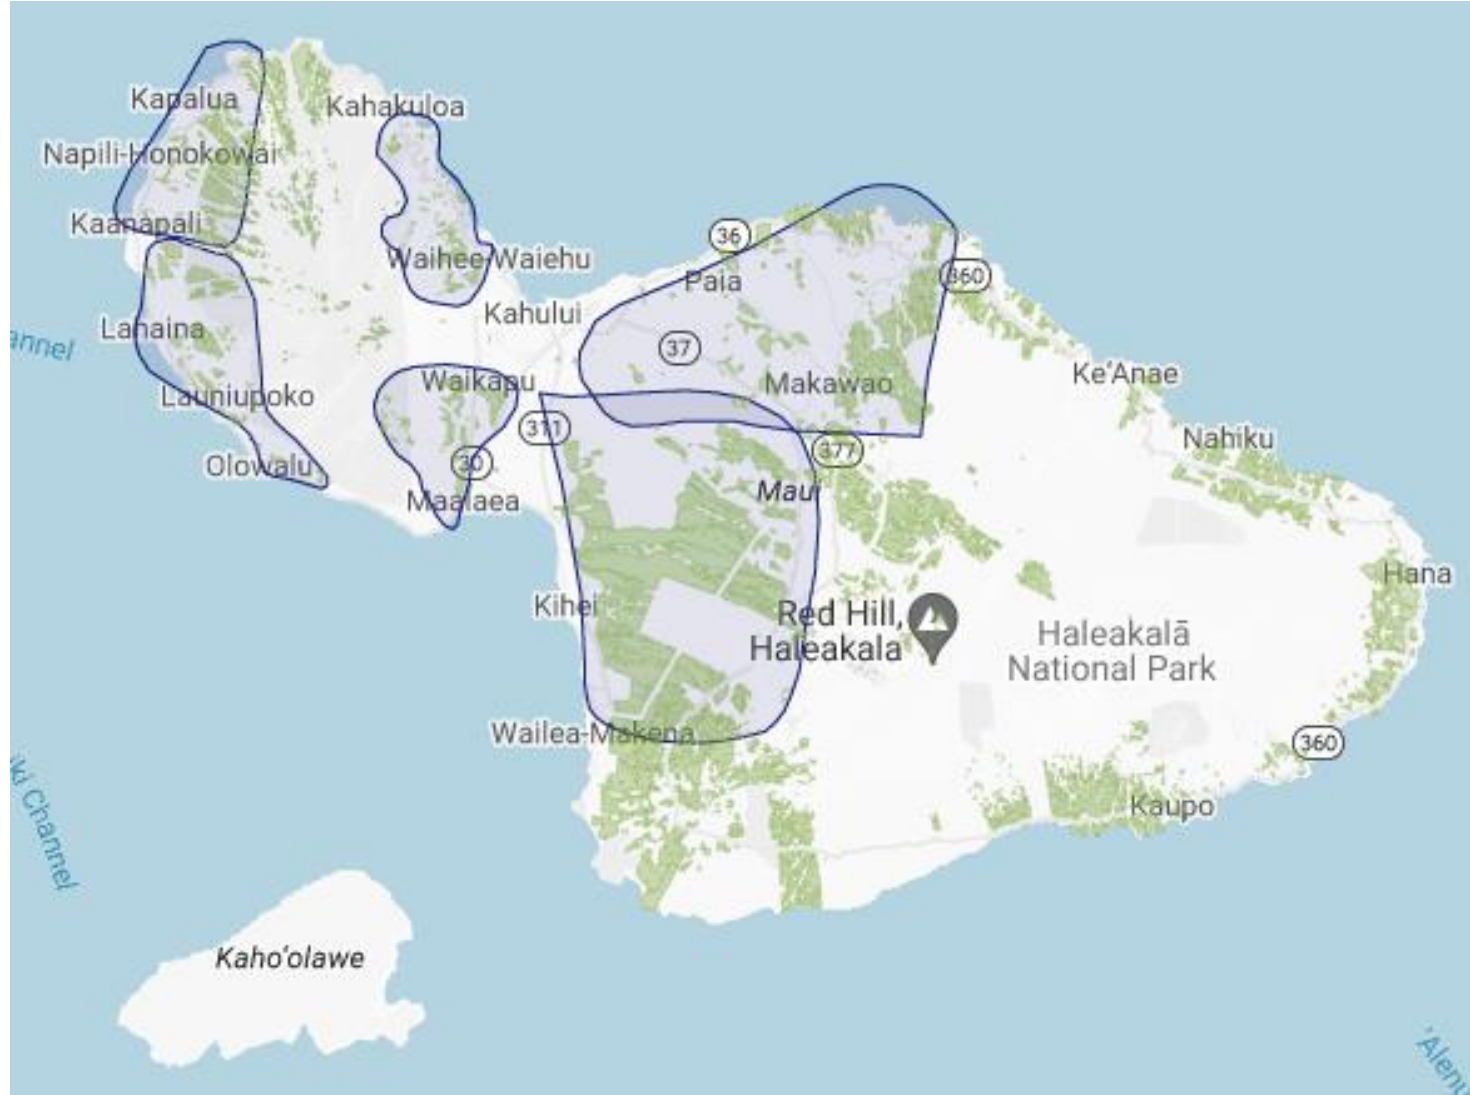 Kapalua
Kahakuloa
Napili-Honokowai
Kaanapali
36
Waihee-Waiehu
360
Paia
Kahului
Lahaina
annel
37
Ke'Anae
Waikapu
Makawao
Launiupoko
311
Nahiku
377
30
Olowalu
Maui
Maalaea
Hana
Kihei
Red Hill,
Haleakala
Haleakalā
National Park
Wailea-Makena
360
Kaupo
iki Channel
Kaho'olawe
'Alenu